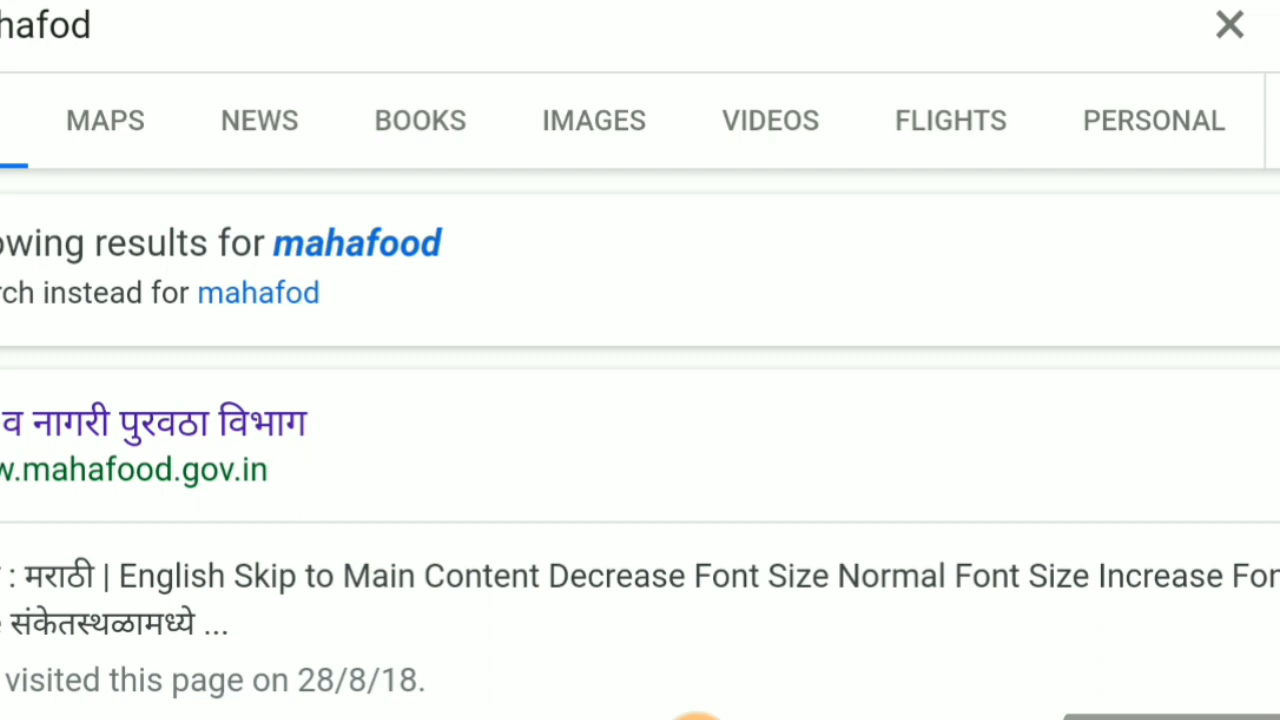 hafod
MAPS NEWS BOOKS IMAGES VIDEOS FLIGHTS PERSONAL
owing results for mahafood
rch instead for mahafod
व नागरी पुरवठा विभाग
w.mahafood.gov.in
: मराठी | English Skip to Main Content Decrease Font Size Normal Font Size Increase For
संकेतस्थळामध्ये ...
visited this page on 28/8/18.